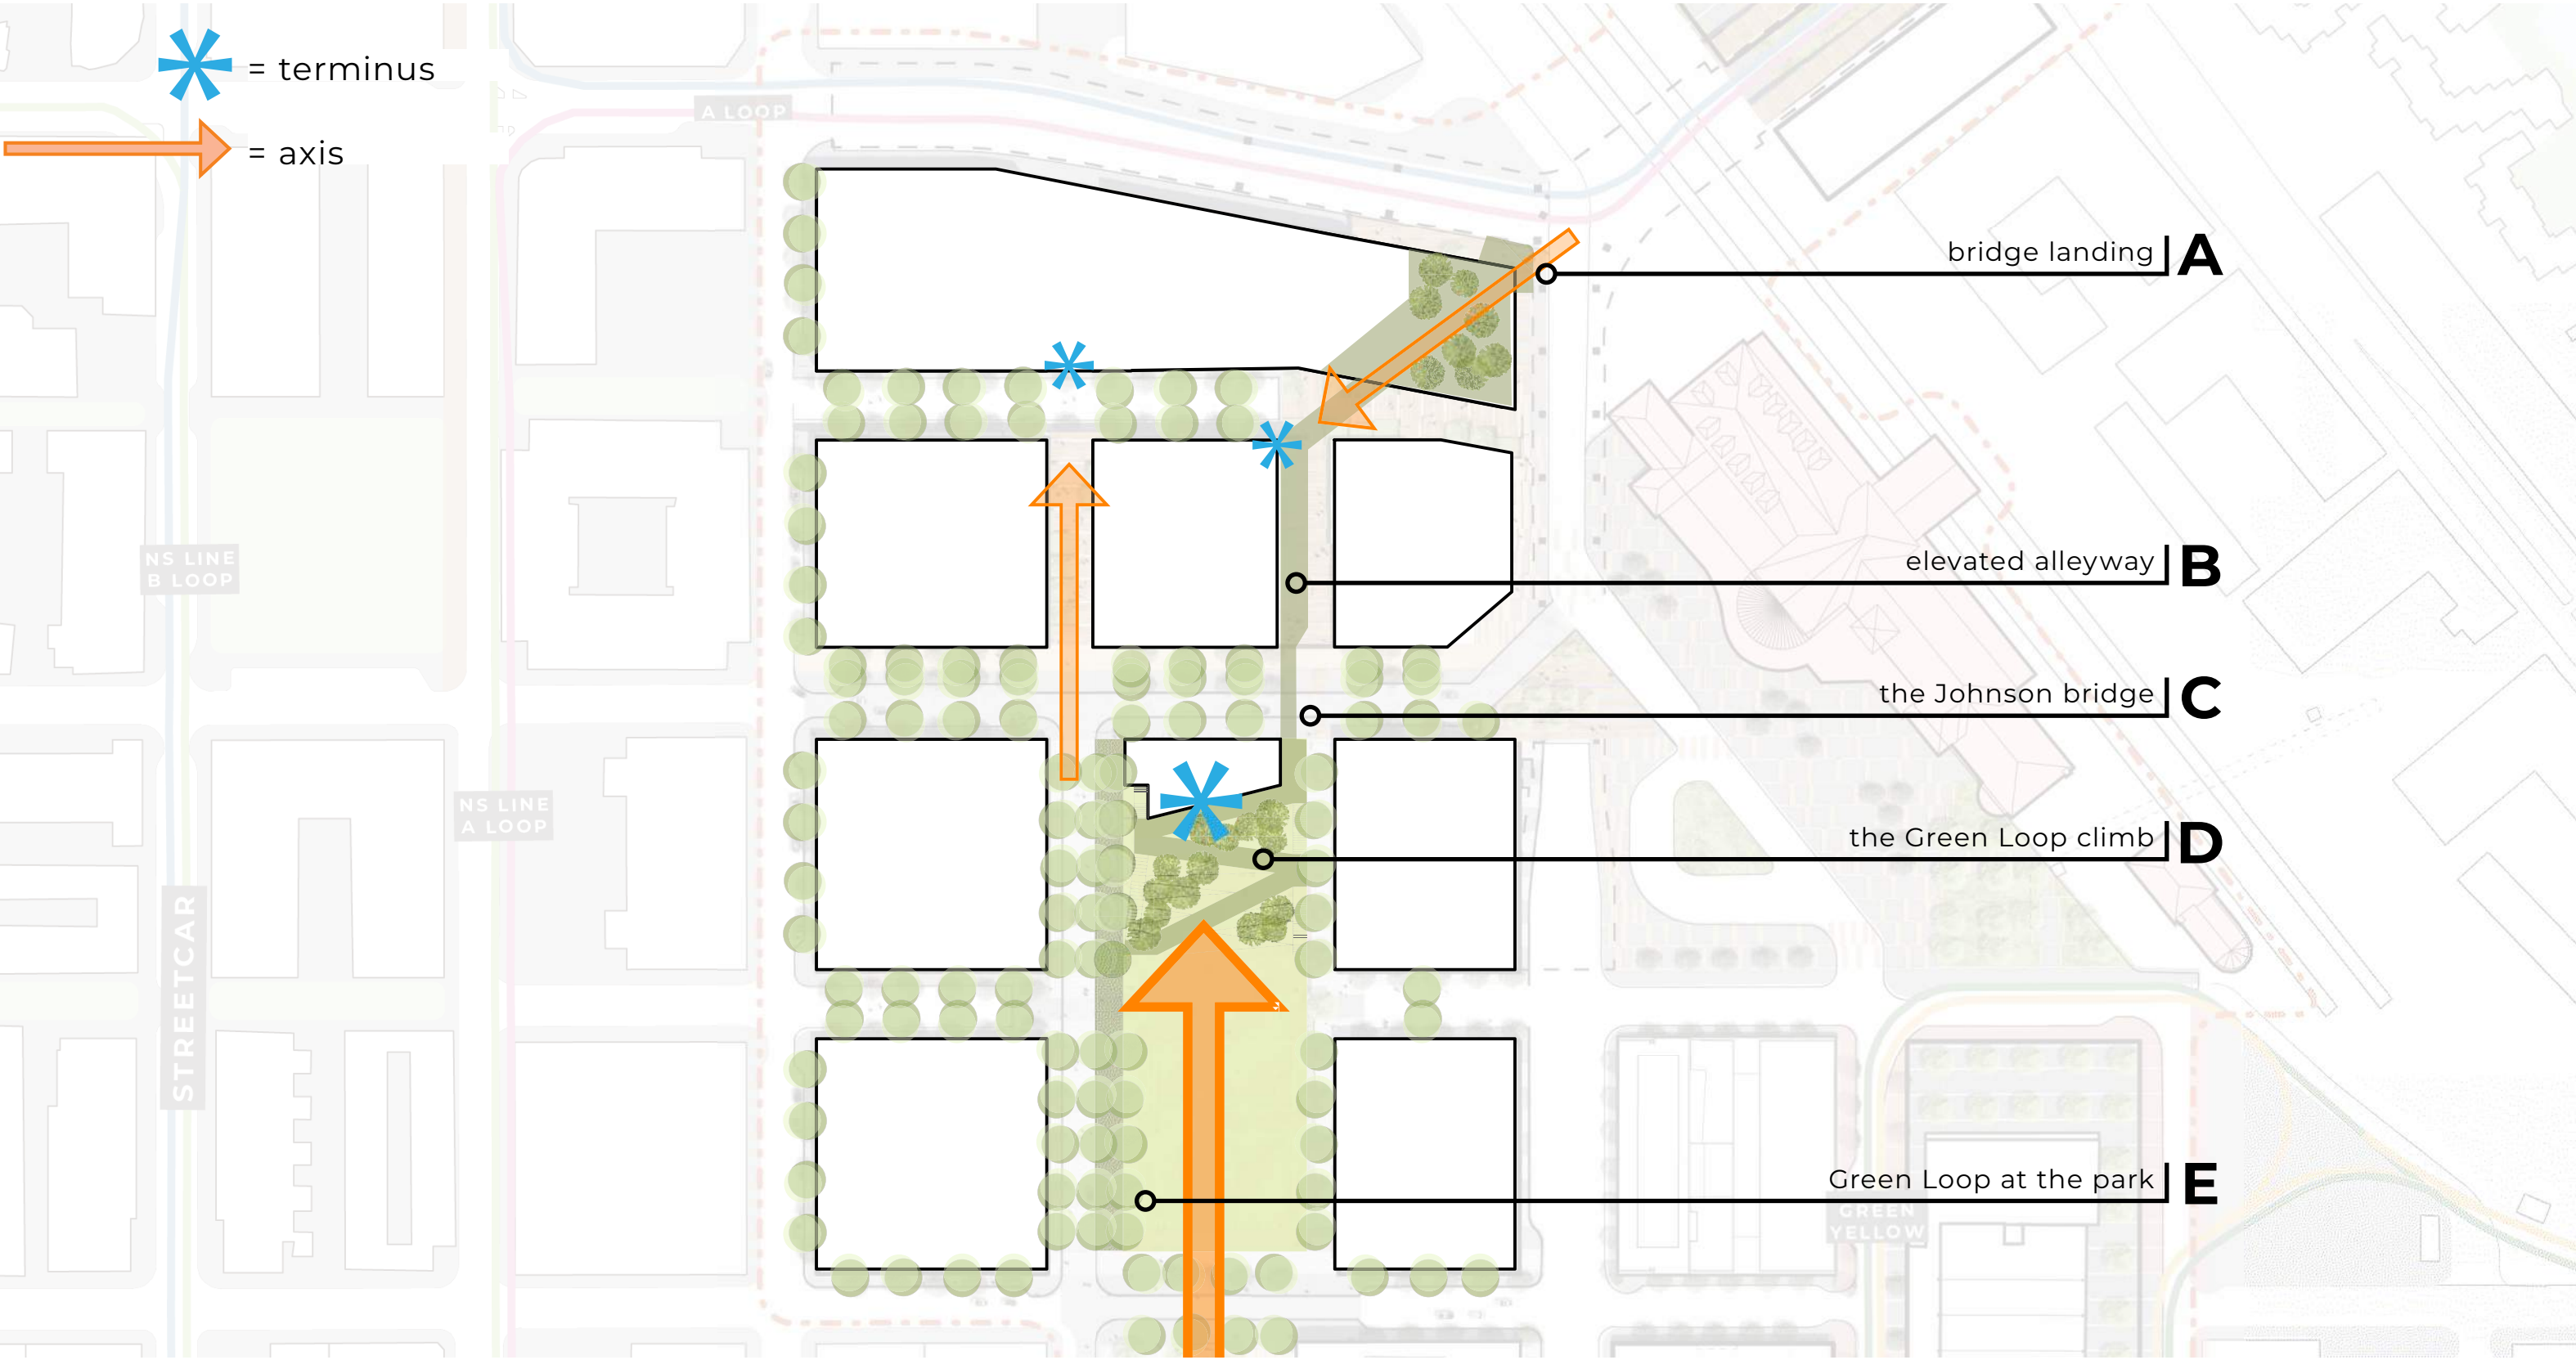 = terminus
= axis
A LOOP
bridge landing A
NS LINE
B LOOP
elevated alleyway B
the Johnson bridge C
NS LINE
A LOOP
the Green Loop climb D
STREETCAR
Green Loop at the park E
GREEN
YELLOW